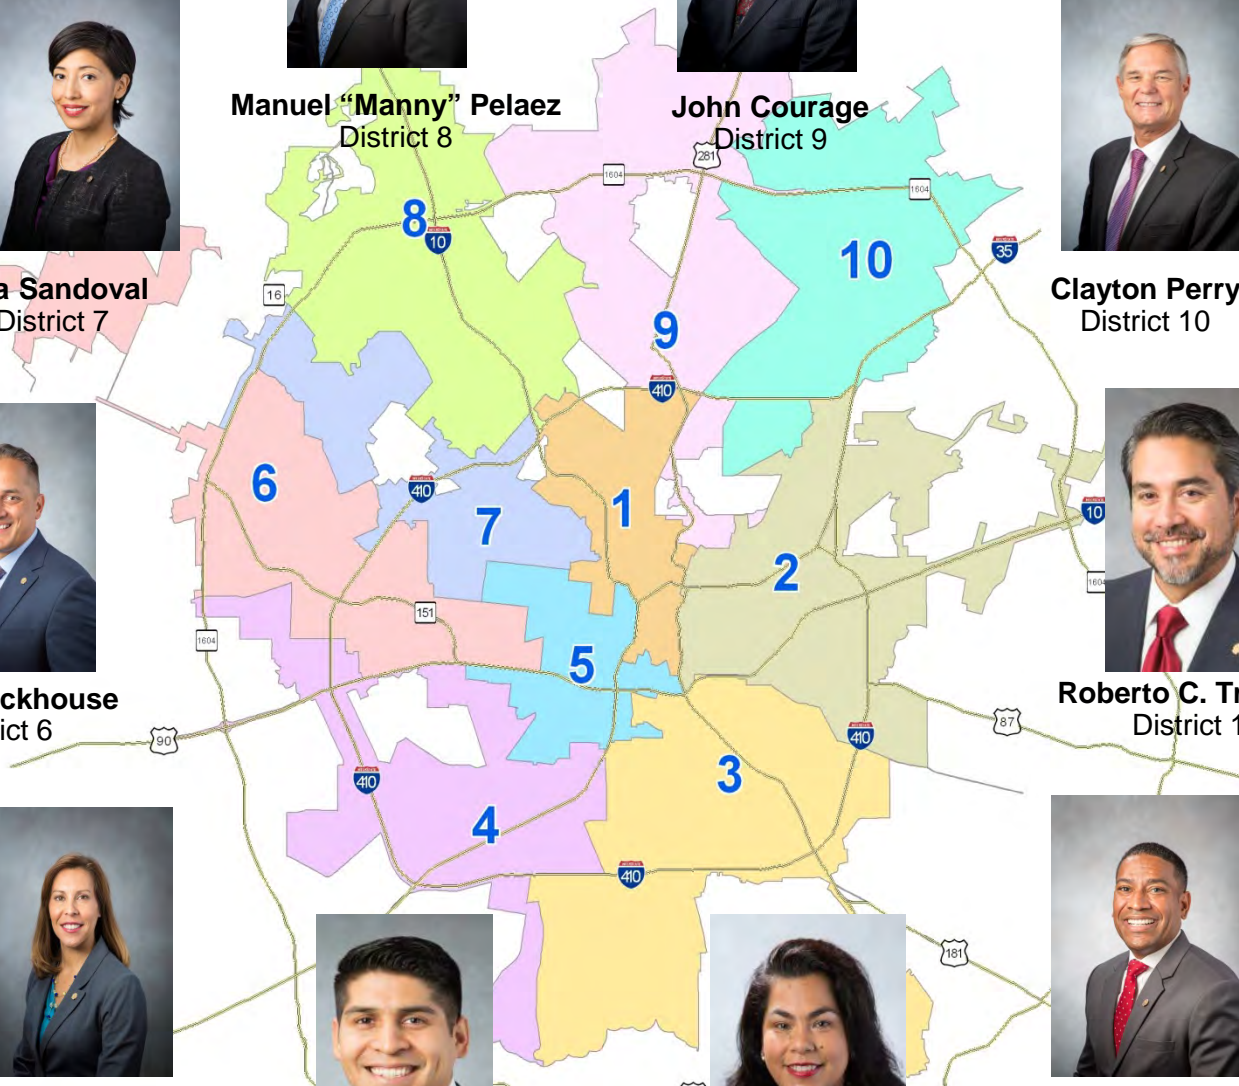 Manuel “Manny” Pelaez
District 8
John Courage
District 9
a Sandoval
District 7
Clayton Perry
District 10
ckhouse
ict 6
Roberto C. Tr
District 1
281
1604
1604
8
10
10
35
16
9
410
6
410
7
1
10
2
1604
151
1604
5
90
87
410
410
3
4
410
181